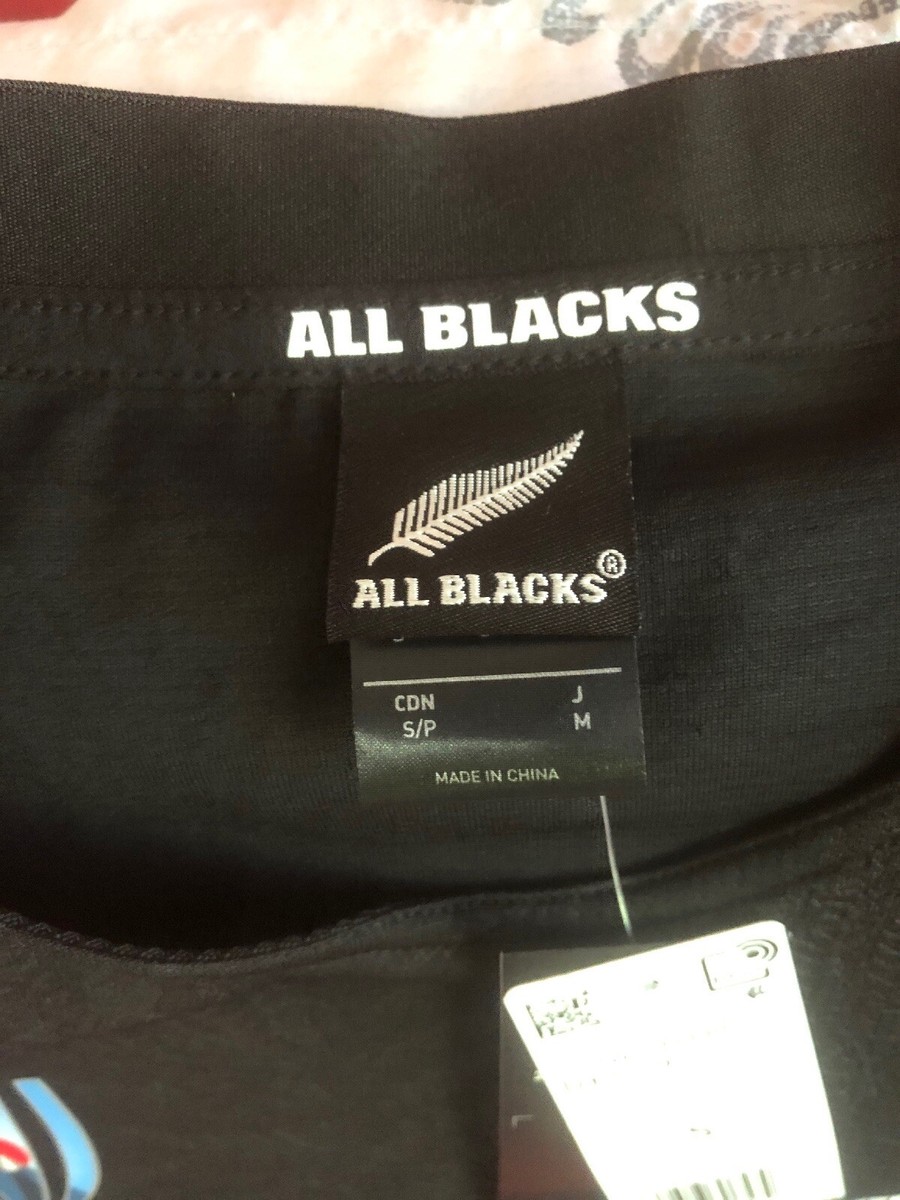 ALL BLACKS
ALL BLACKS®
CDN J
S/P M
MADE IN CHINA